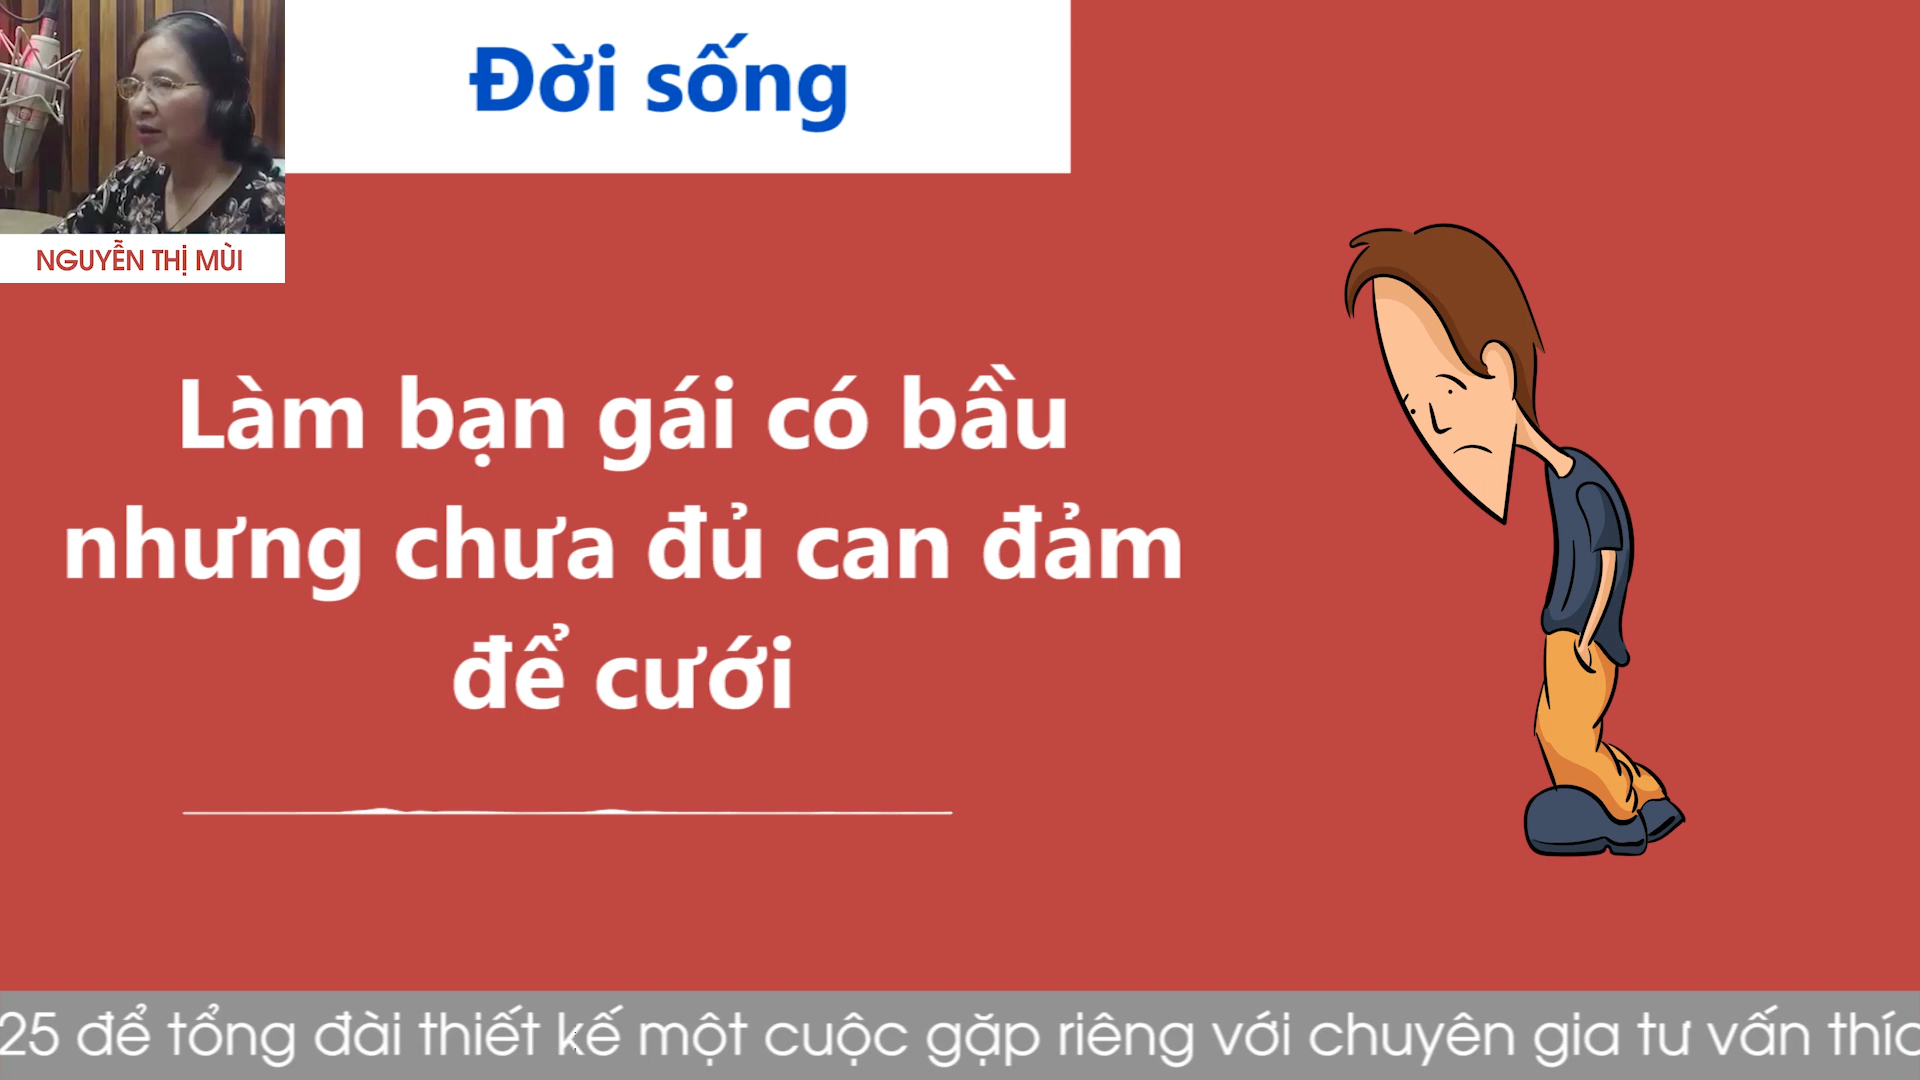 Đời sống
NGUYỄN THỊ MÙI
Làm bạn gái có bầu
nhưng chưa đủ can đảm
để cưới
25 để tổng đài thiết kế một cuộc gặp riêng với chuyên gia tư vấn